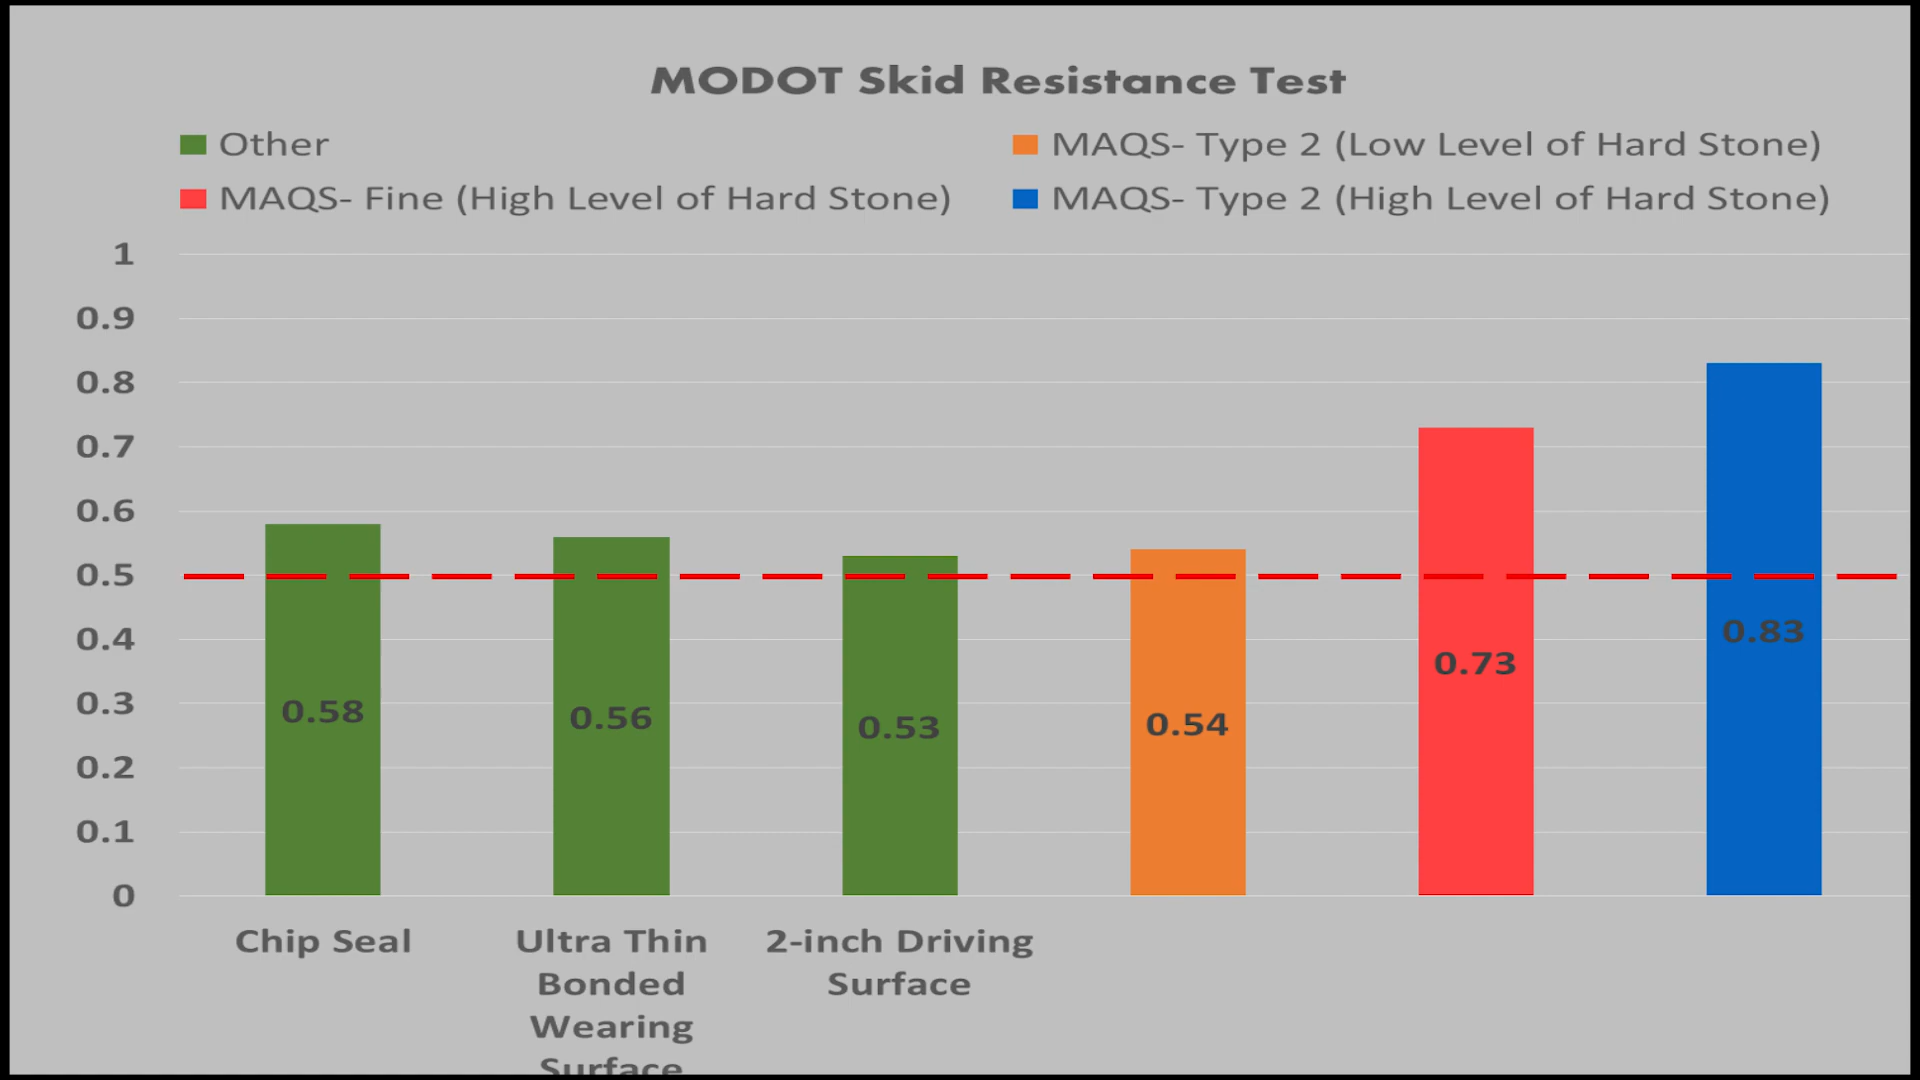 MODOT Skid Resistance Test
Other
MAQS- Type 2 (Low Level of Hard Stone)
MAQS- Fine (High Level of Hard Stone)
MAQS- Type 2 (High Level of Hard Stone)
1
0.9
0.8
0.7
0.6
0.5
0.4
0.3
0.2
0.1
0
0.58
0.56
0.53
0.54
0.73
0.83
Chip Seal
Ultra Thin
Bonded
Wearing
Surface
2-inch Driving
Surface